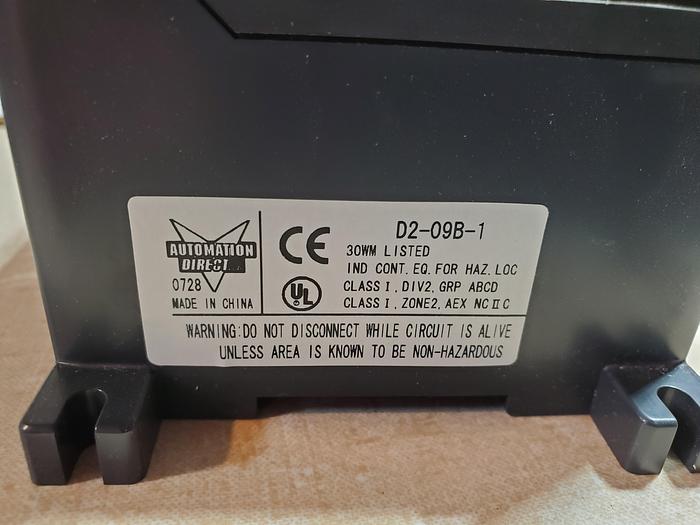 AUTOMATION
DIRECT
0728
MADE IN CHINA
CE
UL
D2-09B-1
30WM LISTED
IND CONT. EQ. FOR HAZ. LOC
CLASS I, DIV2, GRP ABCD
CLASS I, ZONE2, AEX NC II C
WARNING:DO NOT DISCONNECT WHILE CIRCUIT IS ALIVE
UNLESS AREA IS KNOWN TO BE NON-HAZARDOUS